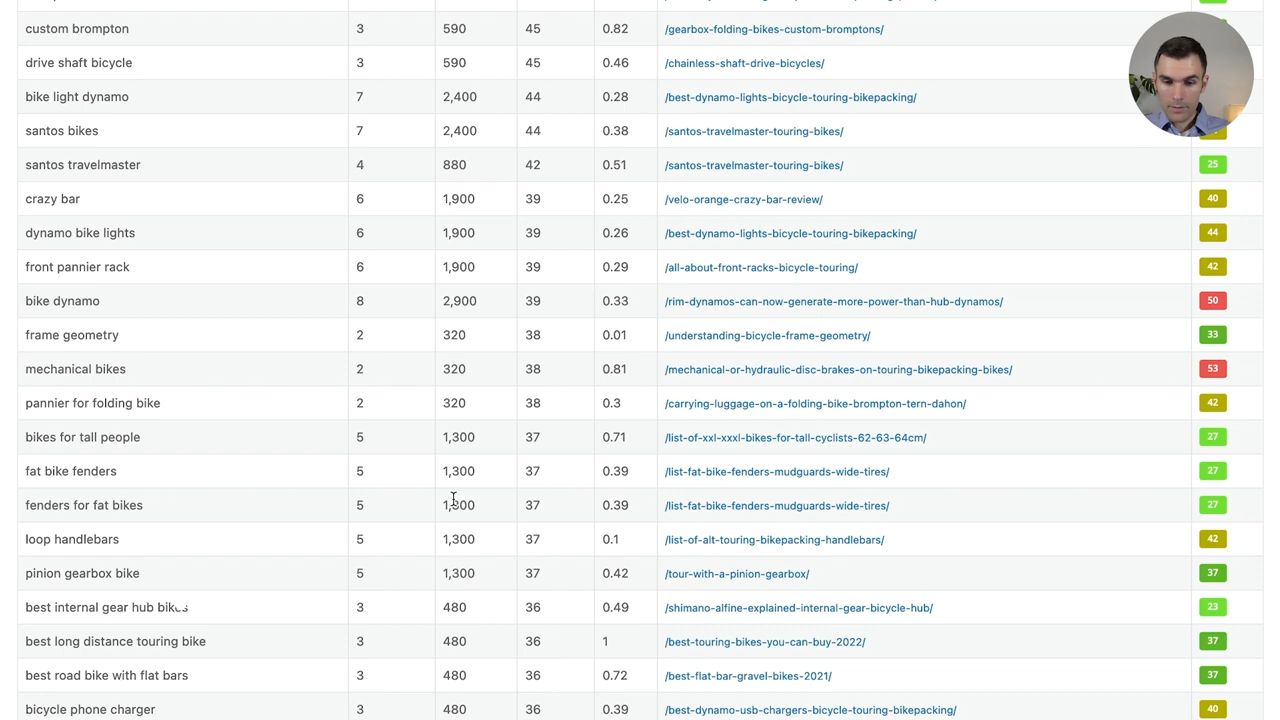 custom brompton 3 590 45 0.82 /gearbox-folding-bikes-custom-bromptons/
drive shaft bicycle 3 590 45 0.46 /chainless-shaft-drive-bicycles/
bike light dynamo 7 2,400 44 0.28 /best-dynamo-lights-bicycle-touring-bikepacking/
santos bikes 7 2,400 44 0.38 /santos-travelmaster-touring-bikes/
santos travelmaster 4 880 42 0.51 /santos-travelmaster-touring-bikes/ 25
crazy bar 6 1,900 39 0.25 /velo-orange-crazy-bar-review/ 40
dynamo bike lights 6 1,900 39 0.26 /best-dynamo-lights-bicycle-touring-bikepacking/ 44
front pannier rack 6 1,900 39 0.29 /all-about-front-racks-bicycle-touring/ 42
bike dynamo 8 2,900 39 0.33 /rim-dynamos-can-now-generate-more-power-than-hub-dynamos/ 50
frame geometry 2 320 38 0.01 /understanding-bicycle-frame-geometry/ 33
mechanical bikes 2 320 38 0.81 /mechanical-or-hydraulic-disc-brakes-on-touring-bikepacking-bikes/ 53
pannier for folding bike 2 320 38 0.3 /carrying-luggage-on-a-folding-bike-brompton-tern-dahon/ 42
bikes for tall people 5 1,300 37 0.71 /list-of-xxl-xxxl-bikes-for-tall-cyclists-62-63-64cm/ 27
fat bike fenders 5 1,300 37 0.39 /list-fat-bike-fenders-mudguards-wide-tires/ 27
fenders for fat bikes 5 1,300 37 0.39 /list-fat-bike-fenders-mudguards-wide-tires/ 27
loop handlebars 5 1,300 37 0.1 /list-of-alt-touring-bikepacking-handlebars/ 42
pinion gearbox bike 5 1,300 37 0.42 /tour-with-a-pinion-gearbox/ 37
best internal gear hub bikes 3 480 36 0.49 /shimano-alfine-explained-internal-gear-bicycle-hub/ 23
best long distance touring bike 3 480 36 1 /best-touring-bikes-you-can-buy-2022/ 37
best road bike with flat bars 3 480 36 0.72 /best-flat-bar-gravel-bikes-2021/ 37
bicycle phone charger 3 480 36 0.39 /best-dynamo-usb-chargers-bicycle-touring-bikepacking/ 40